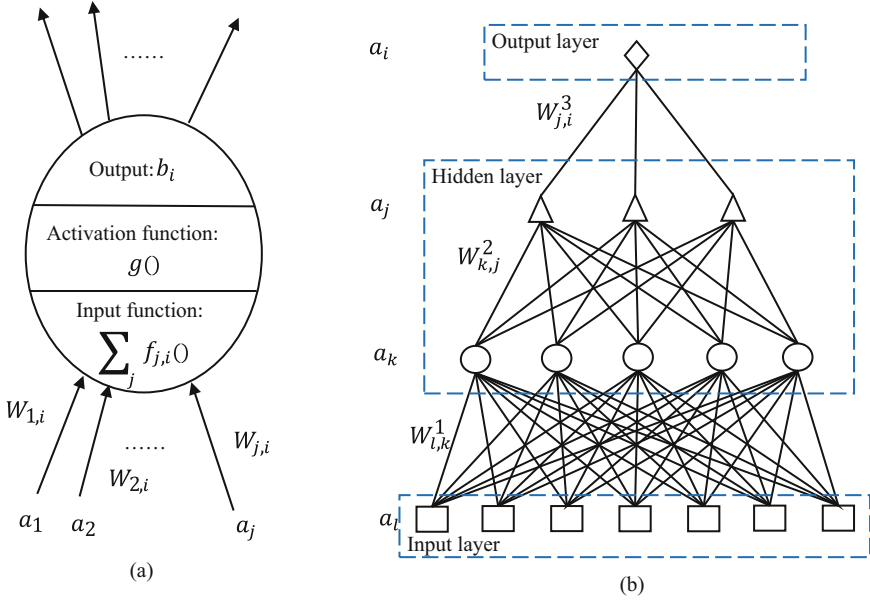 ……
Output: b_i
Activation function:
g()
Input function:
∑_j f_{j,i}()
W_{1,i}
……
W_{2,i}
W_{j,i}
a_1
a_2
a_j
(a)
a_i
Output layer
W^3_{j,i}
Hidden layer
a_j
W^2_{k,j}
a_k
W^1_{l,k}
a_l
Input layer
(b)